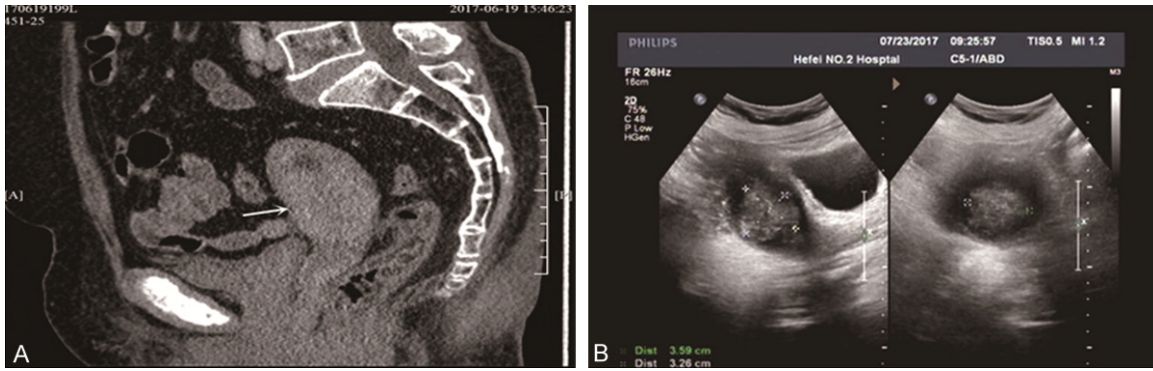 170619199L
451-25
2017-06-19 15:46:23
[A]
A
PHILIPS
07/23/2017 09:25:57 TIS0.5 MI 1.2
Hefei NO.2 Hosptal C5-1/ABD
FR 26Hz
16cm
2D
75%
C 48
P Low
HGen
M3
Dist 3.59 cm
Dist 3.26 cm
B